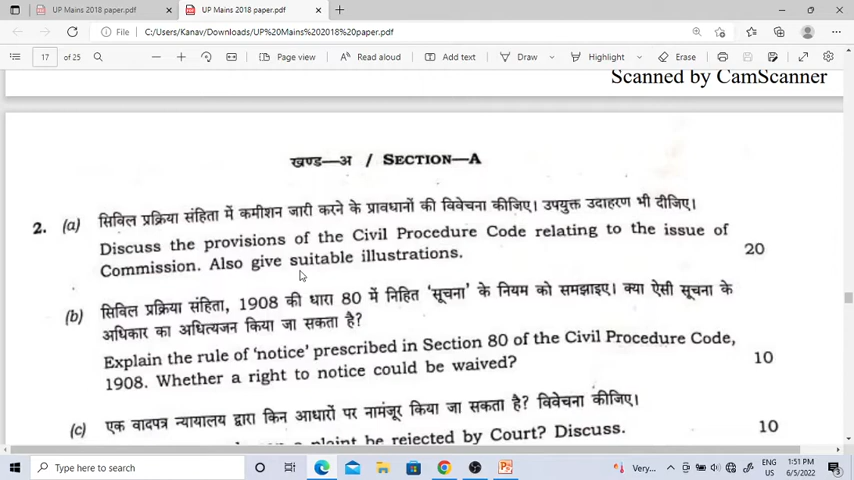 UP Mains 2018 paper.pdf
UP Mains 2018 paper.pdf
File
C:/Users/Kanav/Downloads/UP%20Mains%202018%20paper.pdf
17 of 25
Page view
Read aloud
Add text
Draw
Highlight
Erase
Scanned by CamScanner
खण्ड—अ / SECTION—A
2. (a) सिविल प्रक्रिया संहिता में कमीशन जारी करने के प्रावधानों की विवेचना कीजिए। उपयुक्त उदाहरण भी दीजिए।
Discuss the provisions of the Civil Procedure Code relating to the issue of
Commission. Also give suitable illustrations. 20
(b) सिविल प्रक्रिया संहिता, 1908 की धारा 80 में निहित ‘सूचना’ के नियम को समझाइए। क्या ऐसी सूचना के
अधिकार का अधित्यजन किया जा सकता है?
Explain the rule of ‘notice’ prescribed in Section 80 of the Civil Procedure Code,
1908. Whether a right to notice could be waived? 10
(c) एक वादपत्र न्यायालय द्वारा किन आधारों पर नामंजूर किया जा सकता है? विवेचना कीजिए।
plaint be rejected by Court? Discuss. 10
Type here to search
Very...
ENG
US
1:51 PM
6/5/2022
3